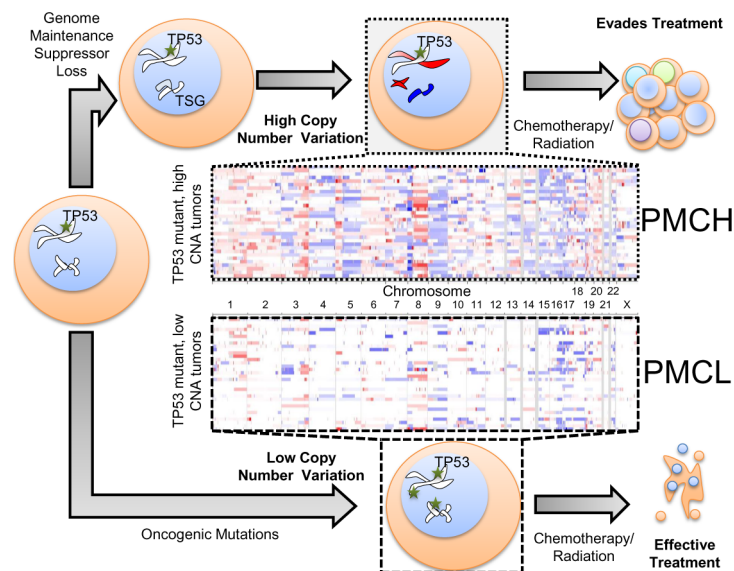 Genome
Maintenance
Suppressor
Loss
TP53
TSG
High Copy
Number Variation
TP53
Chemotherapy/
Radiation
Evades Treatment
TP53
TP53 mutant, high
CNA tumors
PMCH
Chromosome
1 2 3 4 5 6 7 8 9 10 11 12 13 14 15 16 17 18 19 20 21 22 X
TP53 mutant, low
CNA tumors
PMCL
Low Copy
Number Variation
Oncogenic Mutations
TP53
Chemotherapy/
Radiation
Effective
Treatment